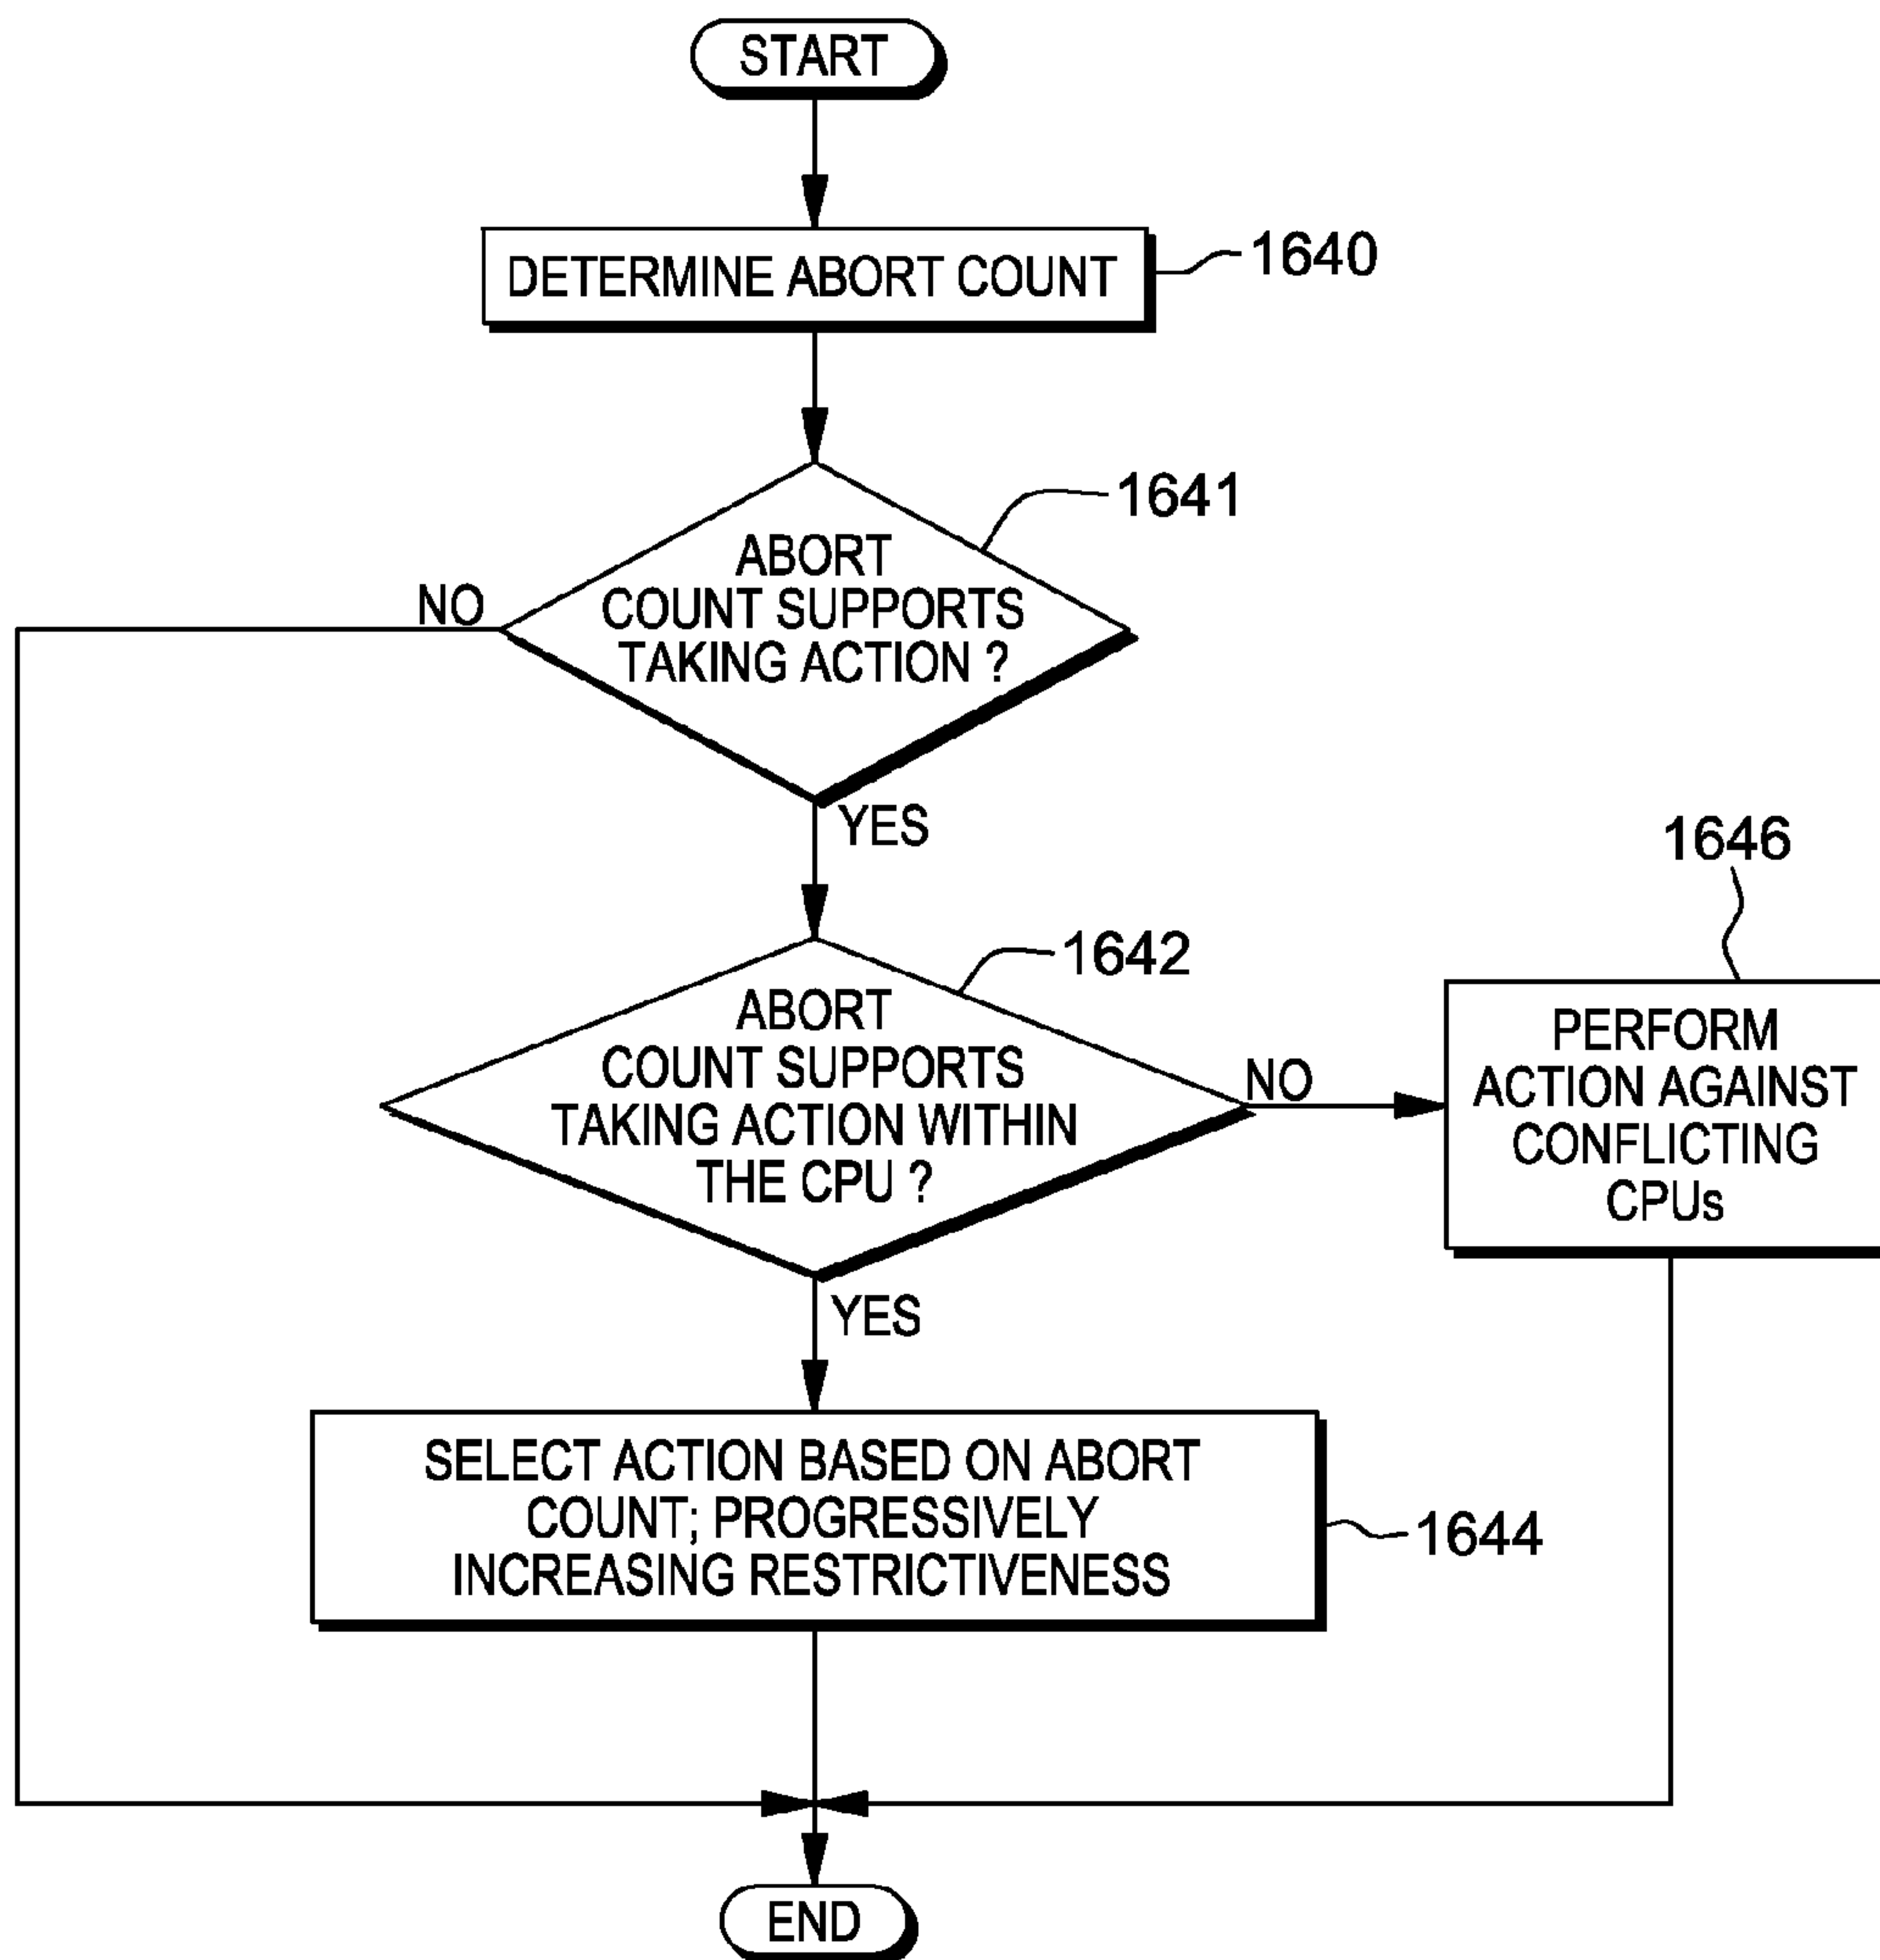 START
DETERMINE ABORT COUNT
1640
1641
ABORT
COUNT SUPPORTS
TAKING ACTION ?
NO
YES
1642
ABORT
COUNT SUPPORTS
TAKING ACTION WITHIN
THE CPU ?
NO
1646
PERFORM
ACTION AGAINST
CONFLICTING
CPUs
YES
SELECT ACTION BASED ON ABORT
COUNT; PROGRESSIVELY
INCREASING RESTRICTIVENESS
1644
END